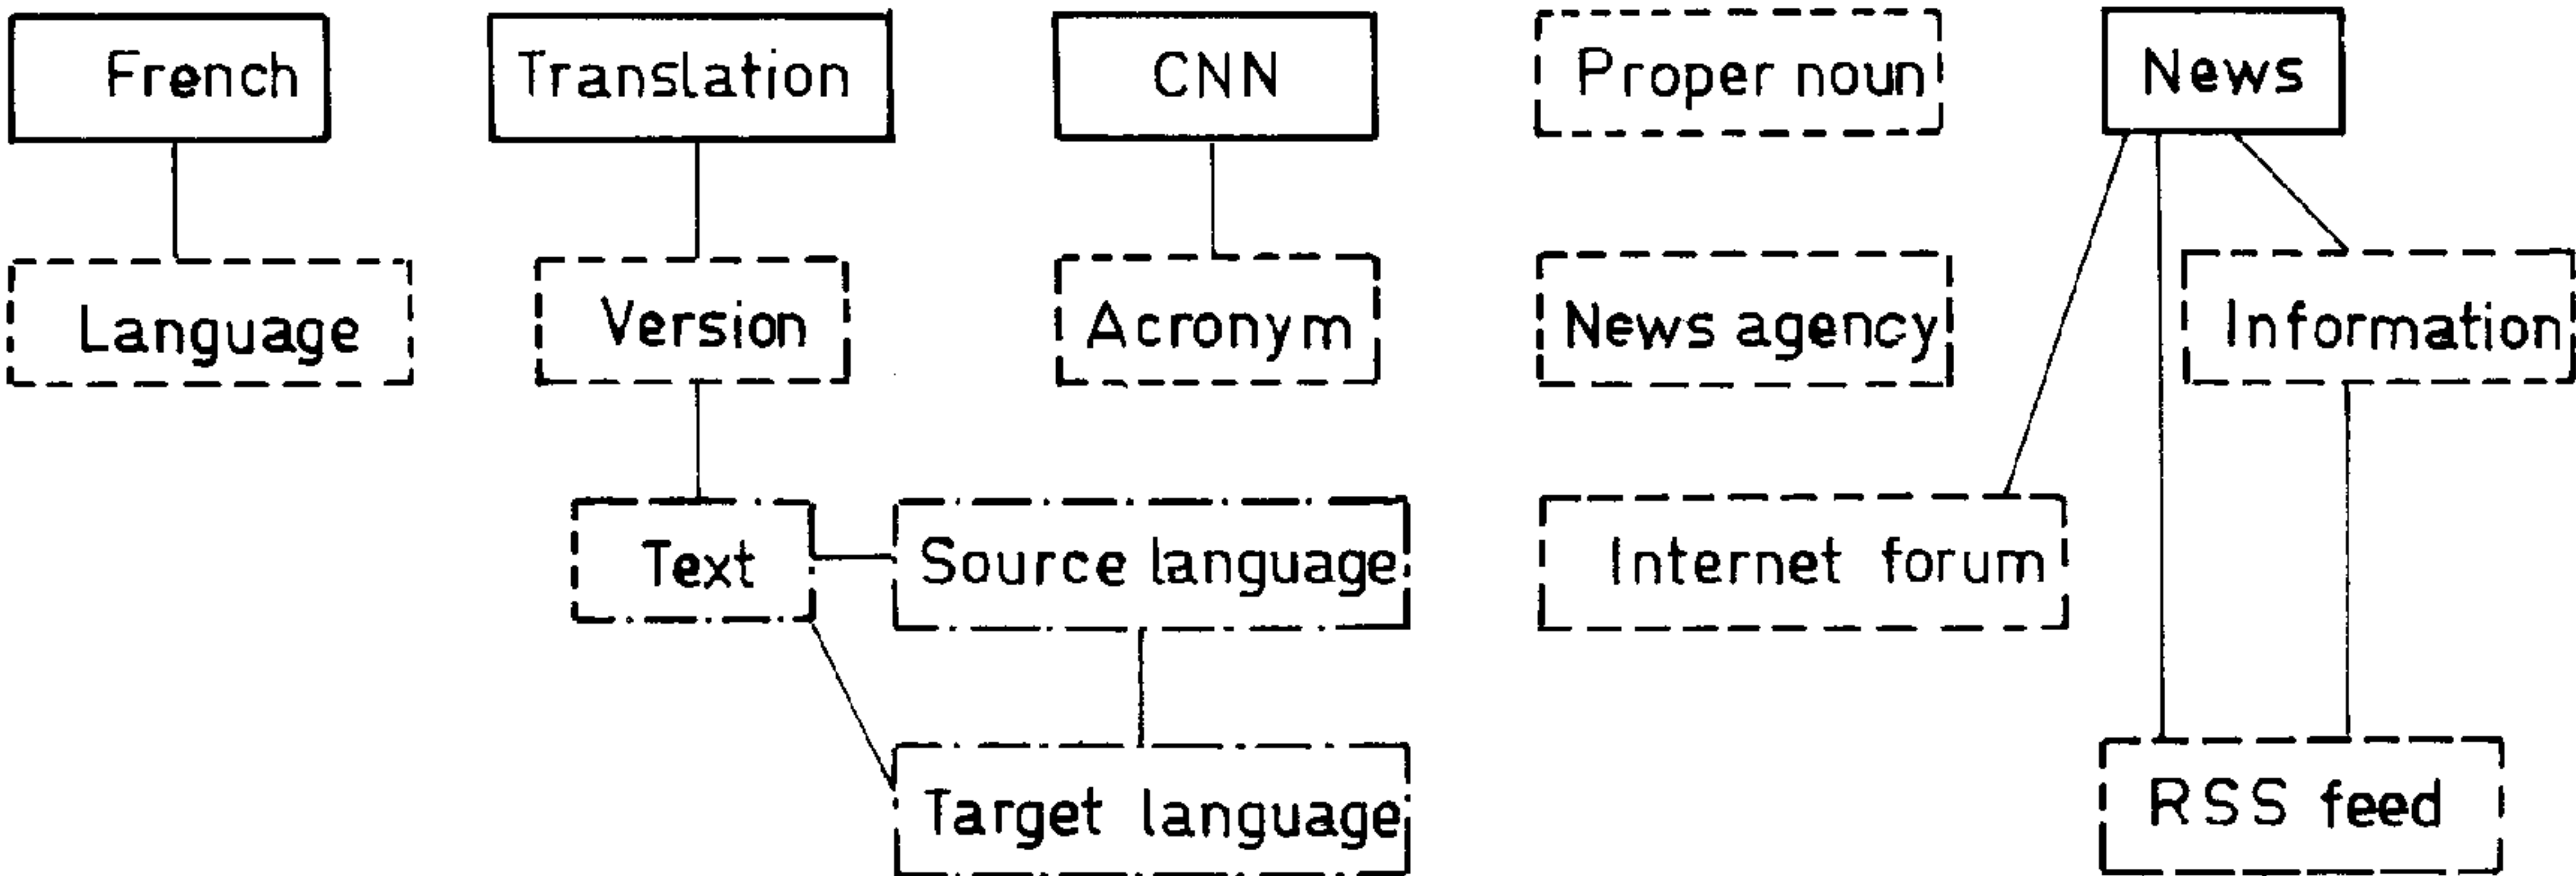 French
Translation
CNN
Proper noun
News
Language
Version
Acronym
News agency
Information
Text
Source language
Internet forum
Target language
RSS feed